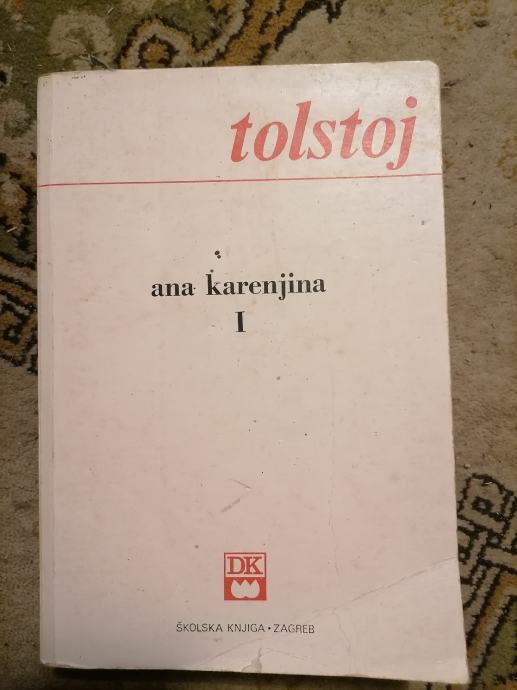 tolstoj
ana karenjina
I
DK
ŠKOLSKA KNJIGA • ZAGREB